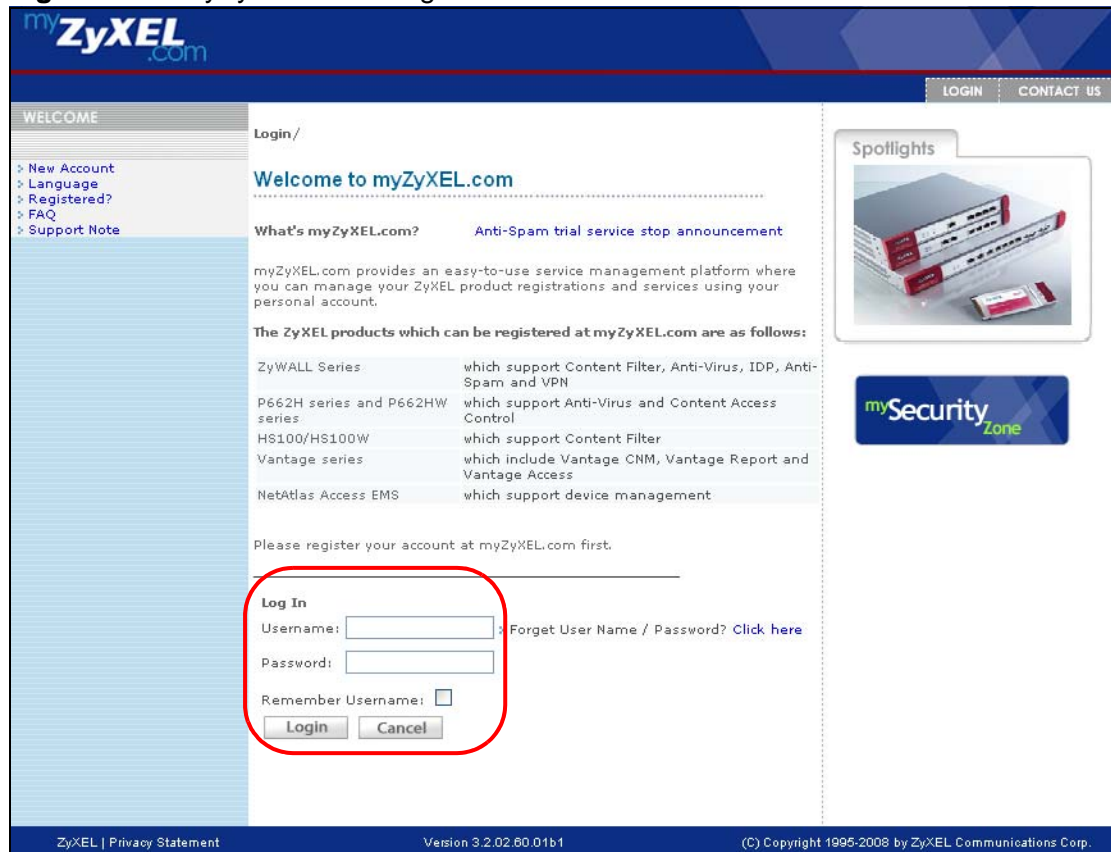 myZyXEL.com
LOGIN CONTACT US
WELCOME
> New Account
> Language
> Registered?
> FAQ
> Support Note
Login/
Welcome to myZyXEL.com
What's myZyXEL.com? Anti-Spam trial service stop announcement
myZyXEL.com provides an easy-to-use service management platform where
you can manage your ZyXEL product registrations and services using your
personal account.
The ZyXEL products which can be registered at myZyXEL.com are as follows:
ZyWALL Series which support Content Filter, Anti-Virus, IDP, Anti-
Spam and VPN
P662H series and P662HW which support Anti-Virus and Content Access
series Control
HS100/HS100W which support Content Filter
Vantage series which include Vantage CNM, Vantage Report and
Vantage Access
NetAtlas Access EMS which support device management
Please register your account at myZyXEL.com first.
Log In
Username: > Forget User Name / Password? Click here
Password:
Remember Username:
Login Cancel
Spotlights
mySecurity
Zone
ZyXEL | Privacy Statement Version 3.2.02.60.01b1 (C) Copyright 1995-2008 by ZyXEL Communications Corp.